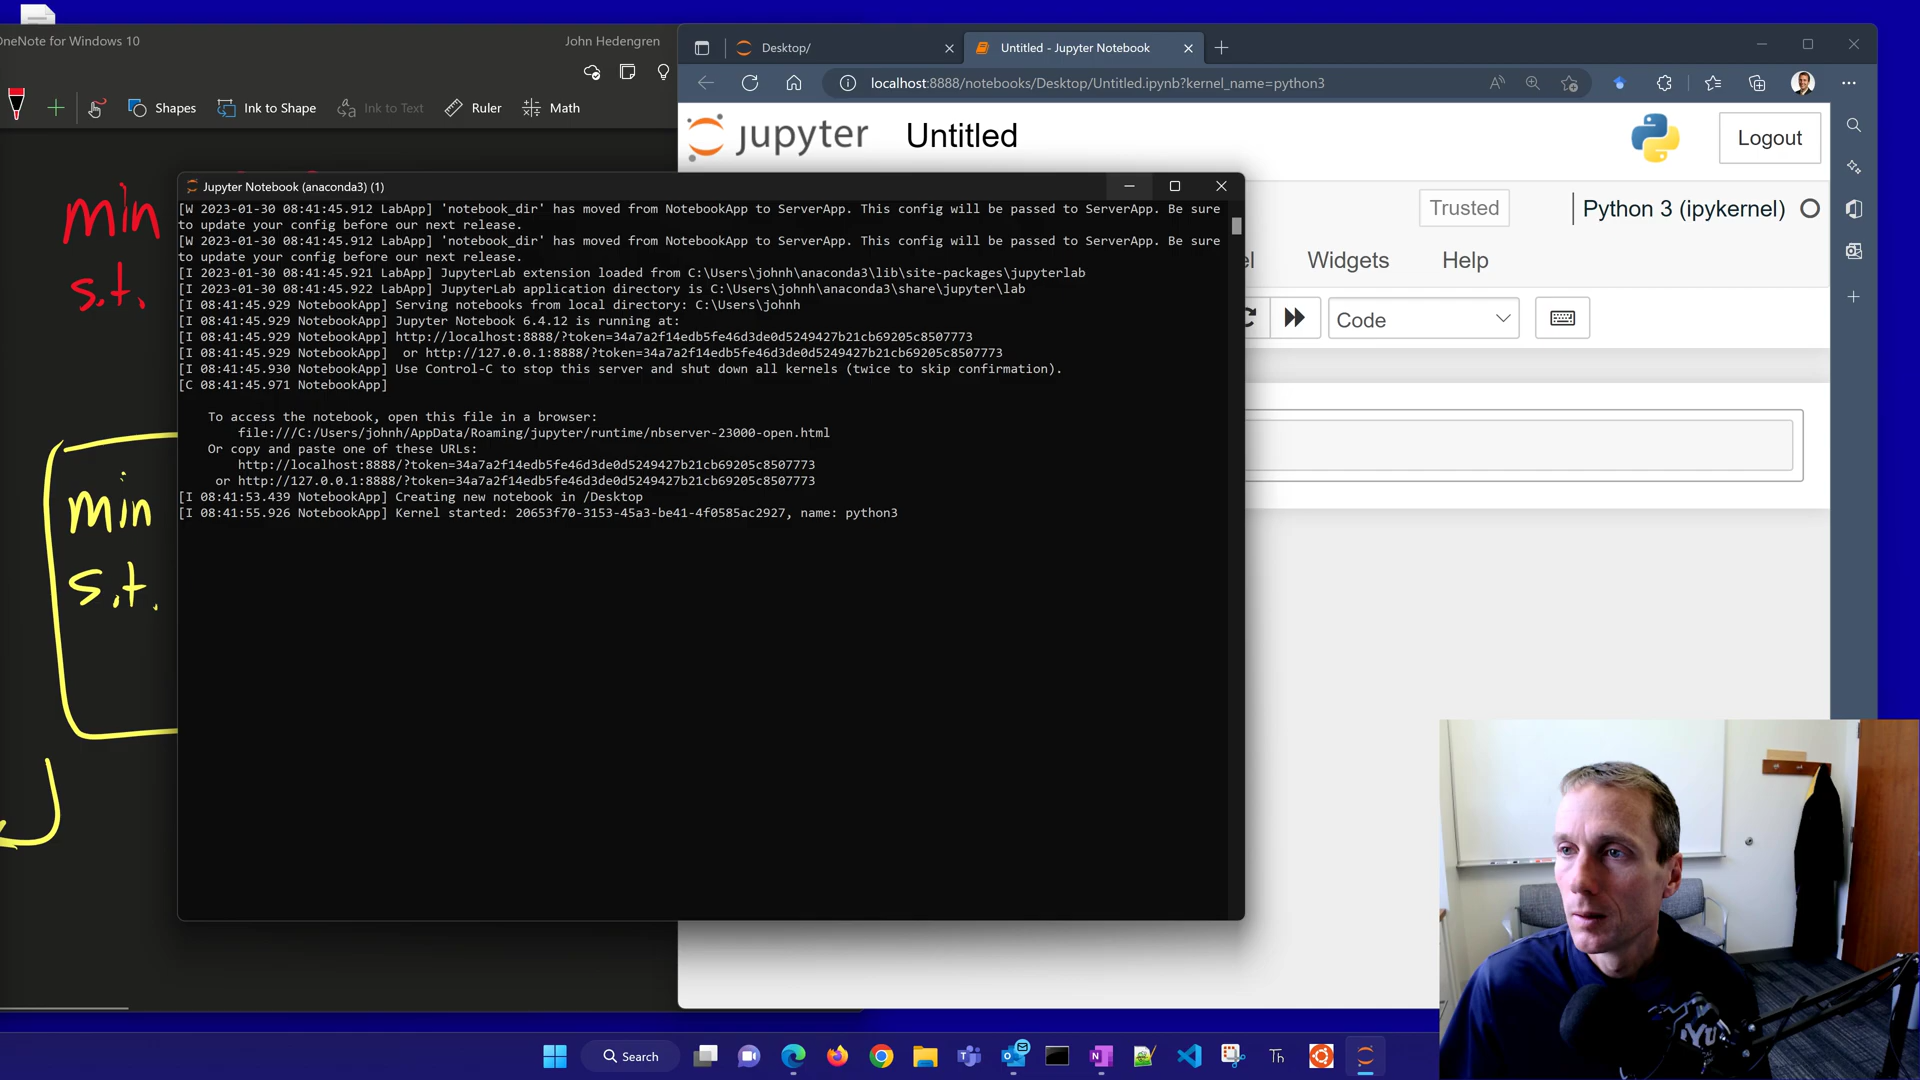 OneNote for Windows 10
John Hedengren
Shapes
Ink to Shape
Ink to Text
Ruler
Math
min
s.t.
min
s.t.
Desktop/
Untitled - Jupyter Notebook
localhost:8888/notebooks/Desktop/Untitled.ipynb?kernel_name=python3
jupyter
Untitled
Logout
Trusted
Python 3 (ipykernel)
el
Widgets
Help
Code
Jupyter Notebook (anaconda3) (1)
[W 2023-01-30 08:41:45.912 LabApp] 'notebook_dir' has moved from NotebookApp to ServerApp. This config will be passed to ServerApp. Be sure
to update your config before our next release.
[W 2023-01-30 08:41:45.912 LabApp] 'notebook_dir' has moved from NotebookApp to ServerApp. This config will be passed to ServerApp. Be sure
to update your config before our next release.
[I 2023-01-30 08:41:45.921 LabApp] JupyterLab extension loaded from C:\Users\johnh\anaconda3\lib\site-packages\jupyterlab
[I 2023-01-30 08:41:45.922 LabApp] JupyterLab application directory is C:\Users\johnh\anaconda3\share\jupyter\lab
[I 08:41:45.929 NotebookApp] Serving notebooks from local directory: C:\Users\johnh
[I 08:41:45.929 NotebookApp] Jupyter Notebook 6.4.12 is running at:
[I 08:41:45.929 NotebookApp] http://localhost:8888/?token=34a7a2f14edb5fe46d3de0d5249427b21cb69205c8507773
[I 08:41:45.929 NotebookApp]  or http://127.0.0.1:8888/?token=34a7a2f14edb5fe46d3de0d5249427b21cb69205c8507773
[I 08:41:45.930 NotebookApp] Use Control-C to stop this server and shut down all kernels (twice to skip confirmation).
[C 08:41:45.971 NotebookApp]
To access the notebook, open this file in a browser:
file:///C:/Users/johnh/AppData/Roaming/jupyter/runtime/nbserver-23000-open.html
Or copy and paste one of these URLs:
http://localhost:8888/?token=34a7a2f14edb5fe46d3de0d5249427b21cb69205c8507773
or http://127.0.0.1:8888/?token=34a7a2f14edb5fe46d3de0d5249427b21cb69205c8507773
[I 08:41:53.439 NotebookApp] Creating new notebook in /Desktop
[I 08:41:55.926 NotebookApp] Kernel started: 20653f70-3153-45a3-be41-4f0585ac2927, name: python3
Search
Th